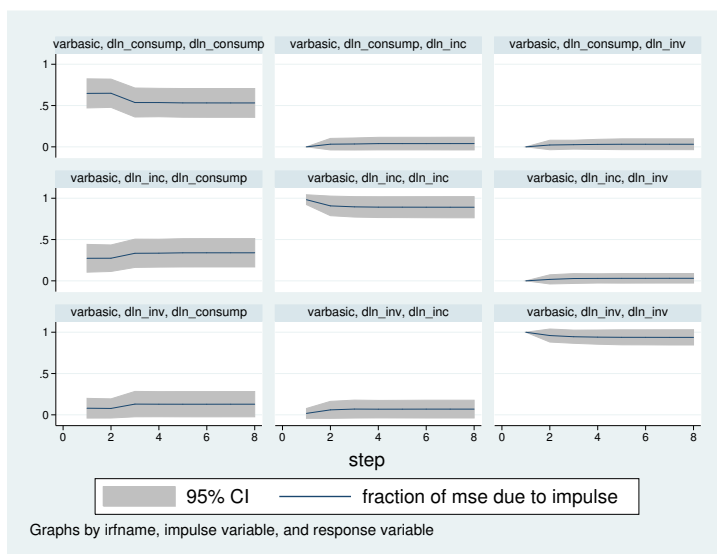 varbasic, dln_consump, dln_consump
varbasic, dln_consump, dln_inc
varbasic, dln_consump, dln_inv
1
.5
0
varbasic, dln_inc, dln_consump
varbasic, dln_inc, dln_inc
varbasic, dln_inc, dln_inv
1
.5
0
varbasic, dln_inv, dln_consump
varbasic, dln_inv, dln_inc
varbasic, dln_inv, dln_inv
1
.5
0
0 2 4 6 8
0 2 4 6 8
0 2 4 6 8
step
95% CI
fraction of mse due to impulse
Graphs by irfname, impulse variable, and response variable